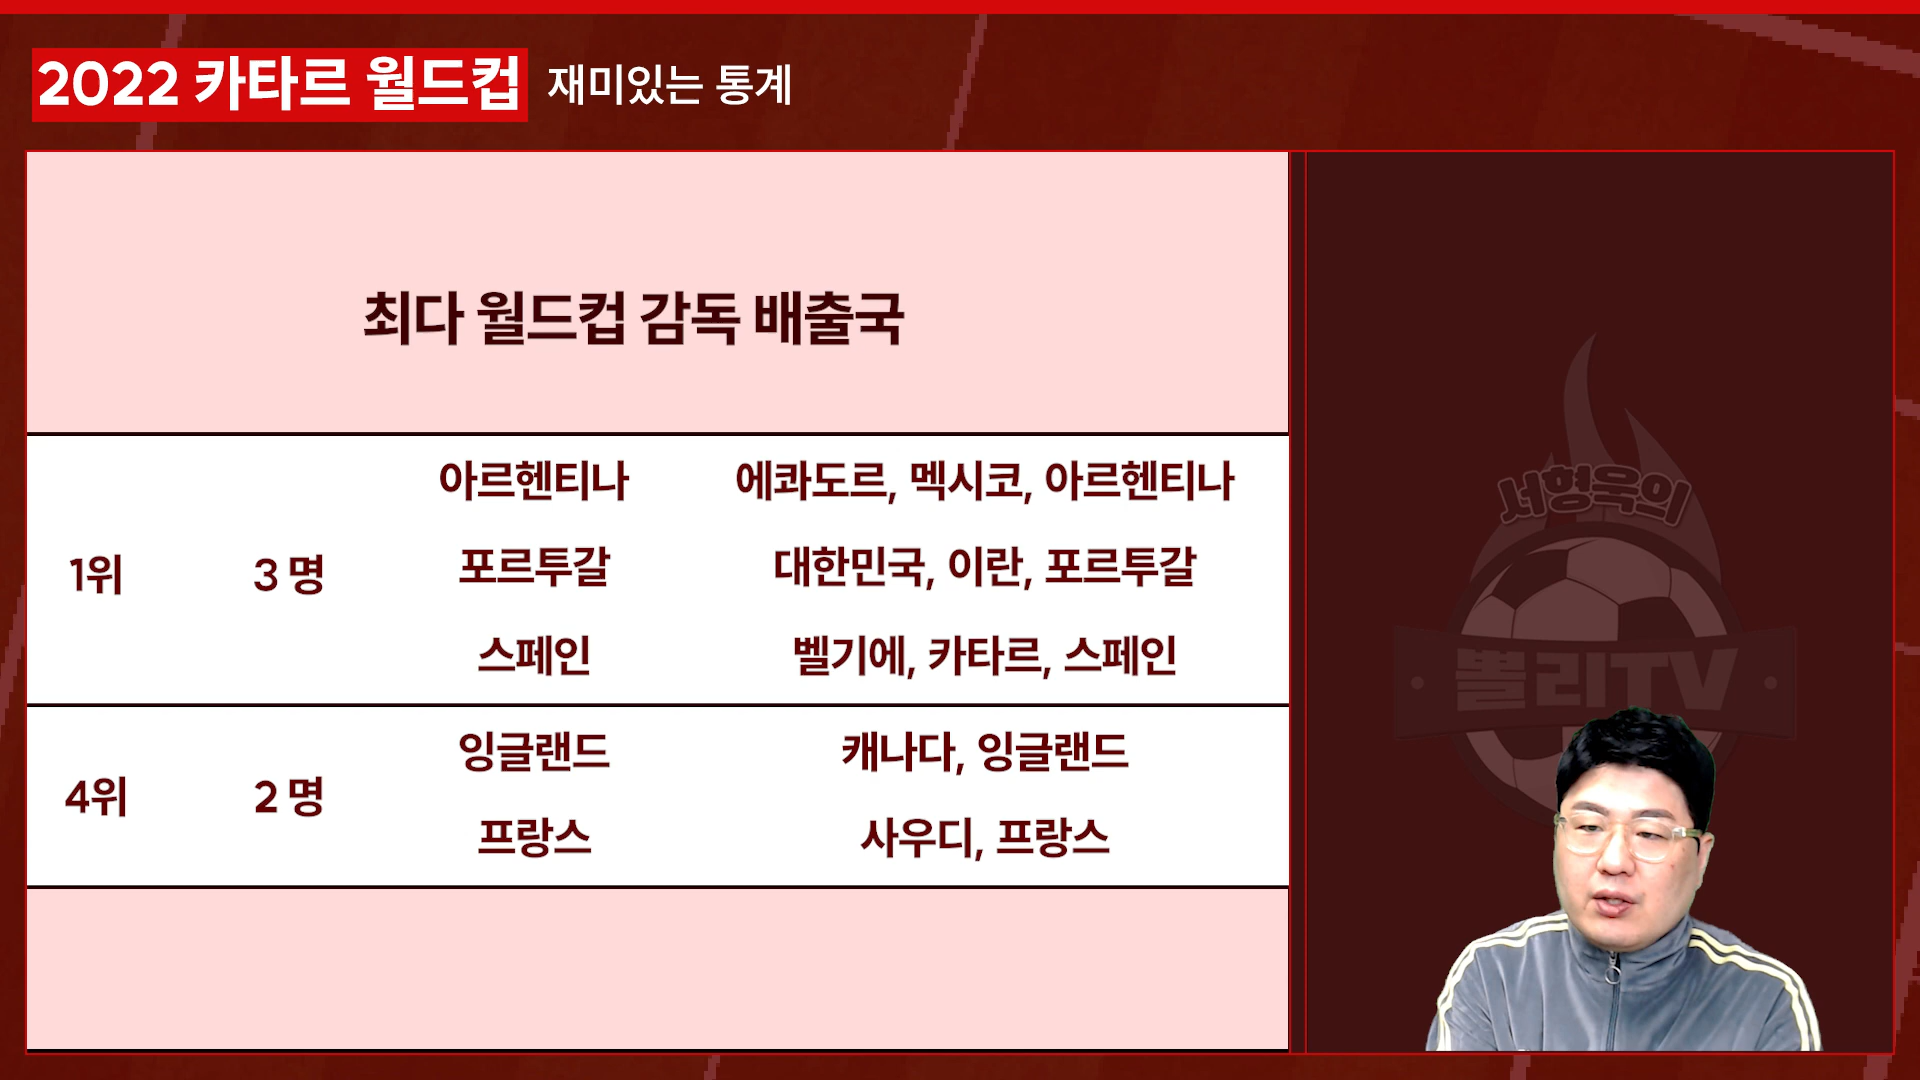 2022 카타르 월드컵 재미있는 통계
최다 월드컵 감독 배출국
1위 3 명
아르헨티나 에콰도르, 멕시코, 아르헨티나
포르투갈 대한민국, 이란, 포르투갈
스페인 벨기에, 카타르, 스페인
4위 2 명
잉글랜드 캐나다, 잉글랜드
프랑스 사우디, 프랑스
서형욱의
뽈리TV